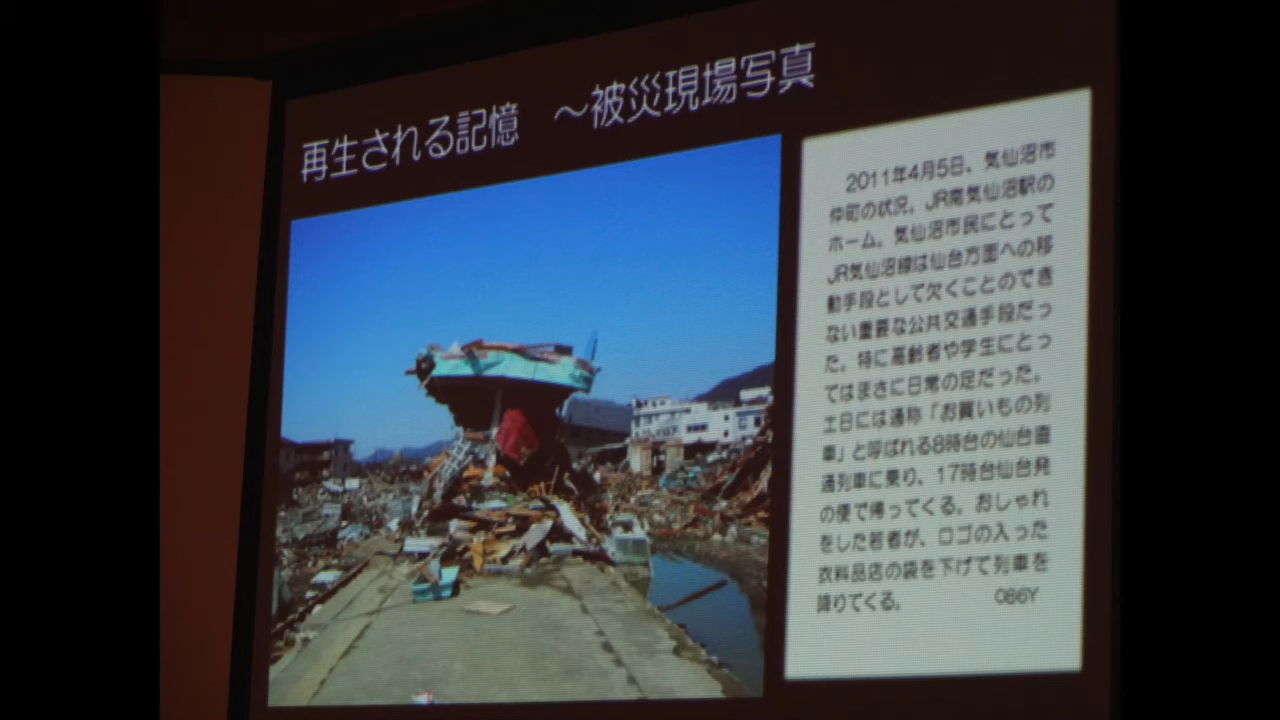 再生される記憶　～被災現場写真
2011年4月5日、気仙沼市
仲町の状況。JR南気仙沼駅の
ホーム。気仙沼市民にとって
JR気仙沼線は仙台方面への移
動手段として欠くことのでき
ない重要な公共交通手段だっ
た。特に高齢者や学生にとっ
てはまさに日常の足だった。
土日には通称「お買いもの列
車」と呼ばれる8時台の仙台直
通列車に乗り、17時台仙台発
の便で帰ってくる。おしゃれ
をした若者が、ロゴの入った
衣料品店の袋を下げて列車を
降りてくる。　　　　086Y